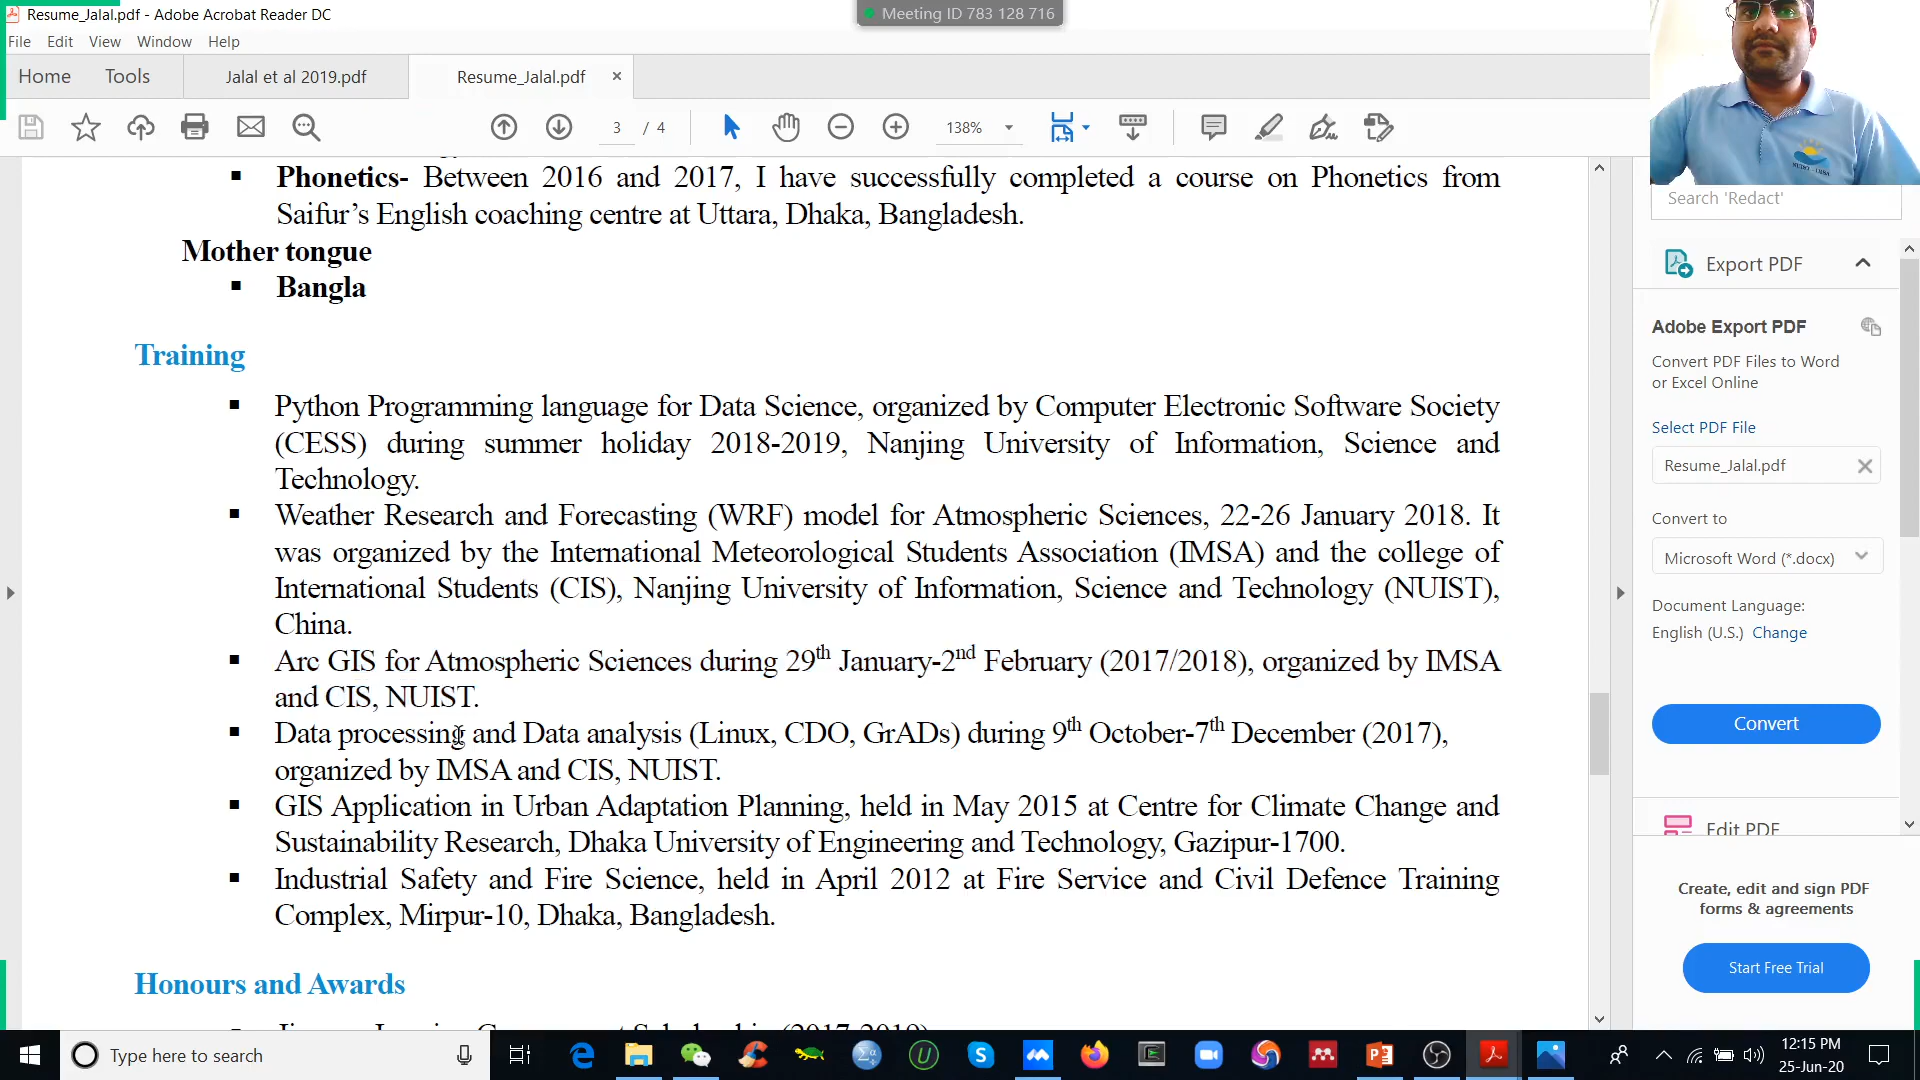 Resume_Jalal.pdf - Adobe Acrobat Reader DC
Meeting ID 783 128 716
File Edit View Window Help
Home Tools Jalal et al 2019.pdf Resume_Jalal.pdf ×
3 / 4 138%
▪ Phonetics- Between 2016 and 2017, I have successfully completed a course on Phonetics from
Saifur's English coaching centre at Uttara, Dhaka, Bangladesh.
Mother tongue
▪ Bangla
Training
▪ Python Programming language for Data Science, organized by Computer Electronic Software Society
(CESS) during summer holiday 2018-2019, Nanjing University of Information, Science and
Technology.
▪ Weather Research and Forecasting (WRF) model for Atmospheric Sciences, 22-26 January 2018. It
was organized by the International Meteorological Students Association (IMSA) and the college of
International Students (CIS), Nanjing University of Information, Science and Technology (NUIST),
China.
▪ Arc GIS for Atmospheric Sciences during 29th January-2nd February (2017/2018), organized by IMSA
and CIS, NUIST.
▪ Data processing and Data analysis (Linux, CDO, GrADs) during 9th October-7th December (2017),
organized by IMSA and CIS, NUIST.
▪ GIS Application in Urban Adaptation Planning, held in May 2015 at Centre for Climate Change and
Sustainability Research, Dhaka University of Engineering and Technology, Gazipur-1700.
▪ Industrial Safety and Fire Science, held in April 2012 at Fire Service and Civil Defence Training
Complex, Mirpur-10, Dhaka, Bangladesh.
Honours and Awards
Search 'Redact'
Export PDF
Adobe Export PDF
Convert PDF Files to Word
or Excel Online
Select PDF File
Resume_Jalal.pdf
Convert to
Microsoft Word (*.docx)
Document Language:
English (U.S.) Change
Convert
Edit PDF
Create, edit and sign PDF
forms & agreements
Start Free Trial
Type here to search
12:15 PM
25-Jun-20